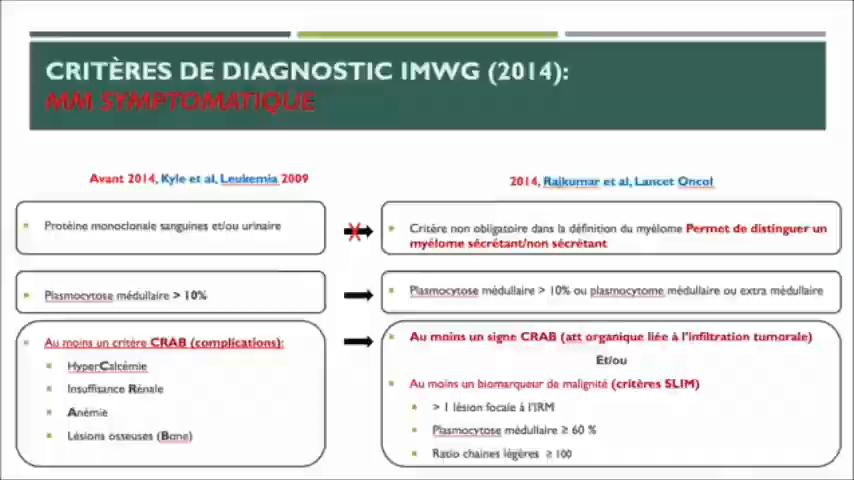 CRITÈRES DE DIAGNOSTIC IMWG (2014):
MM SYMPTOMATIQUE
Avant 2014, Kyle et al, Leukemia 2009
Protéine monoclonale sanguines et/ou urinaire
Plasmocytose médullaire > 10%
Au moins un critère CRAB (complications):
HyperCalcémie
Insuffisance Rénale
Anémie
Lésions osseuses (Bone)
2014, Rajkumar et al, Lancet Oncol
Critère non obligatoire dans la définition du myélome Permet de distinguer un
myélome sécrétant/non sécrétant
Plasmocytose médullaire > 10% ou plasmocytome médullaire ou extra médullaire
Au moins un signe CRAB (att organique liée à l'infiltration tumorale)
Et/ou
Au moins un biomarqueur de malignité (critères SLIM)
> 1 lésion focale à l'IRM
Plasmocytose médullaire ≥ 60 %
Ratio chaines légères ≥ 100